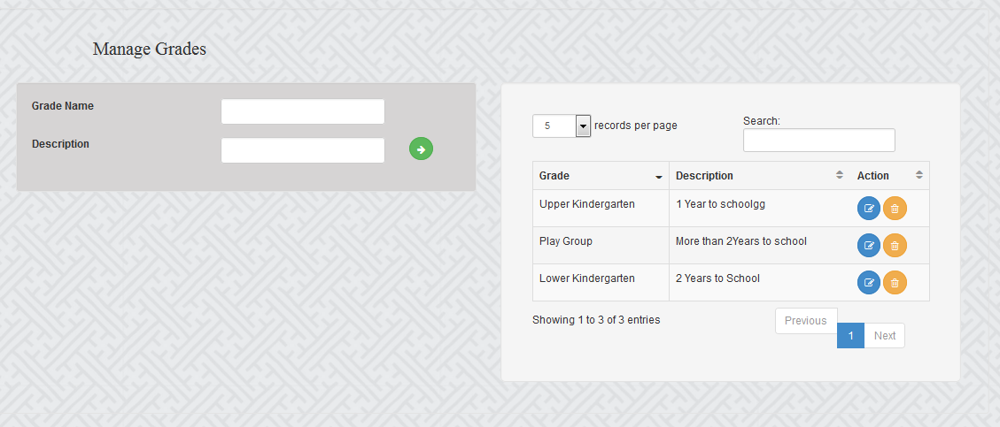 Manage Grades
Grade Name
Description
5 records per page
Search:
Grade Description Action
Upper Kindergarten 1 Year to schoolgg
Play Group More than 2Years to school
Lower Kindergarten 2 Years to School
Showing 1 to 3 of 3 entries
Previous 1 Next